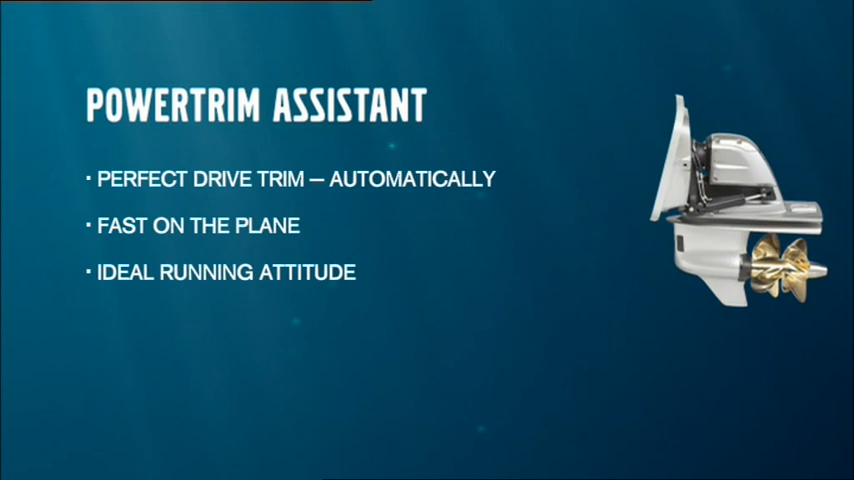 POWERTRIM ASSISTANT
· PERFECT DRIVE TRIM – AUTOMATICALLY
· FAST ON THE PLANE
· IDEAL RUNNING ATTITUDE